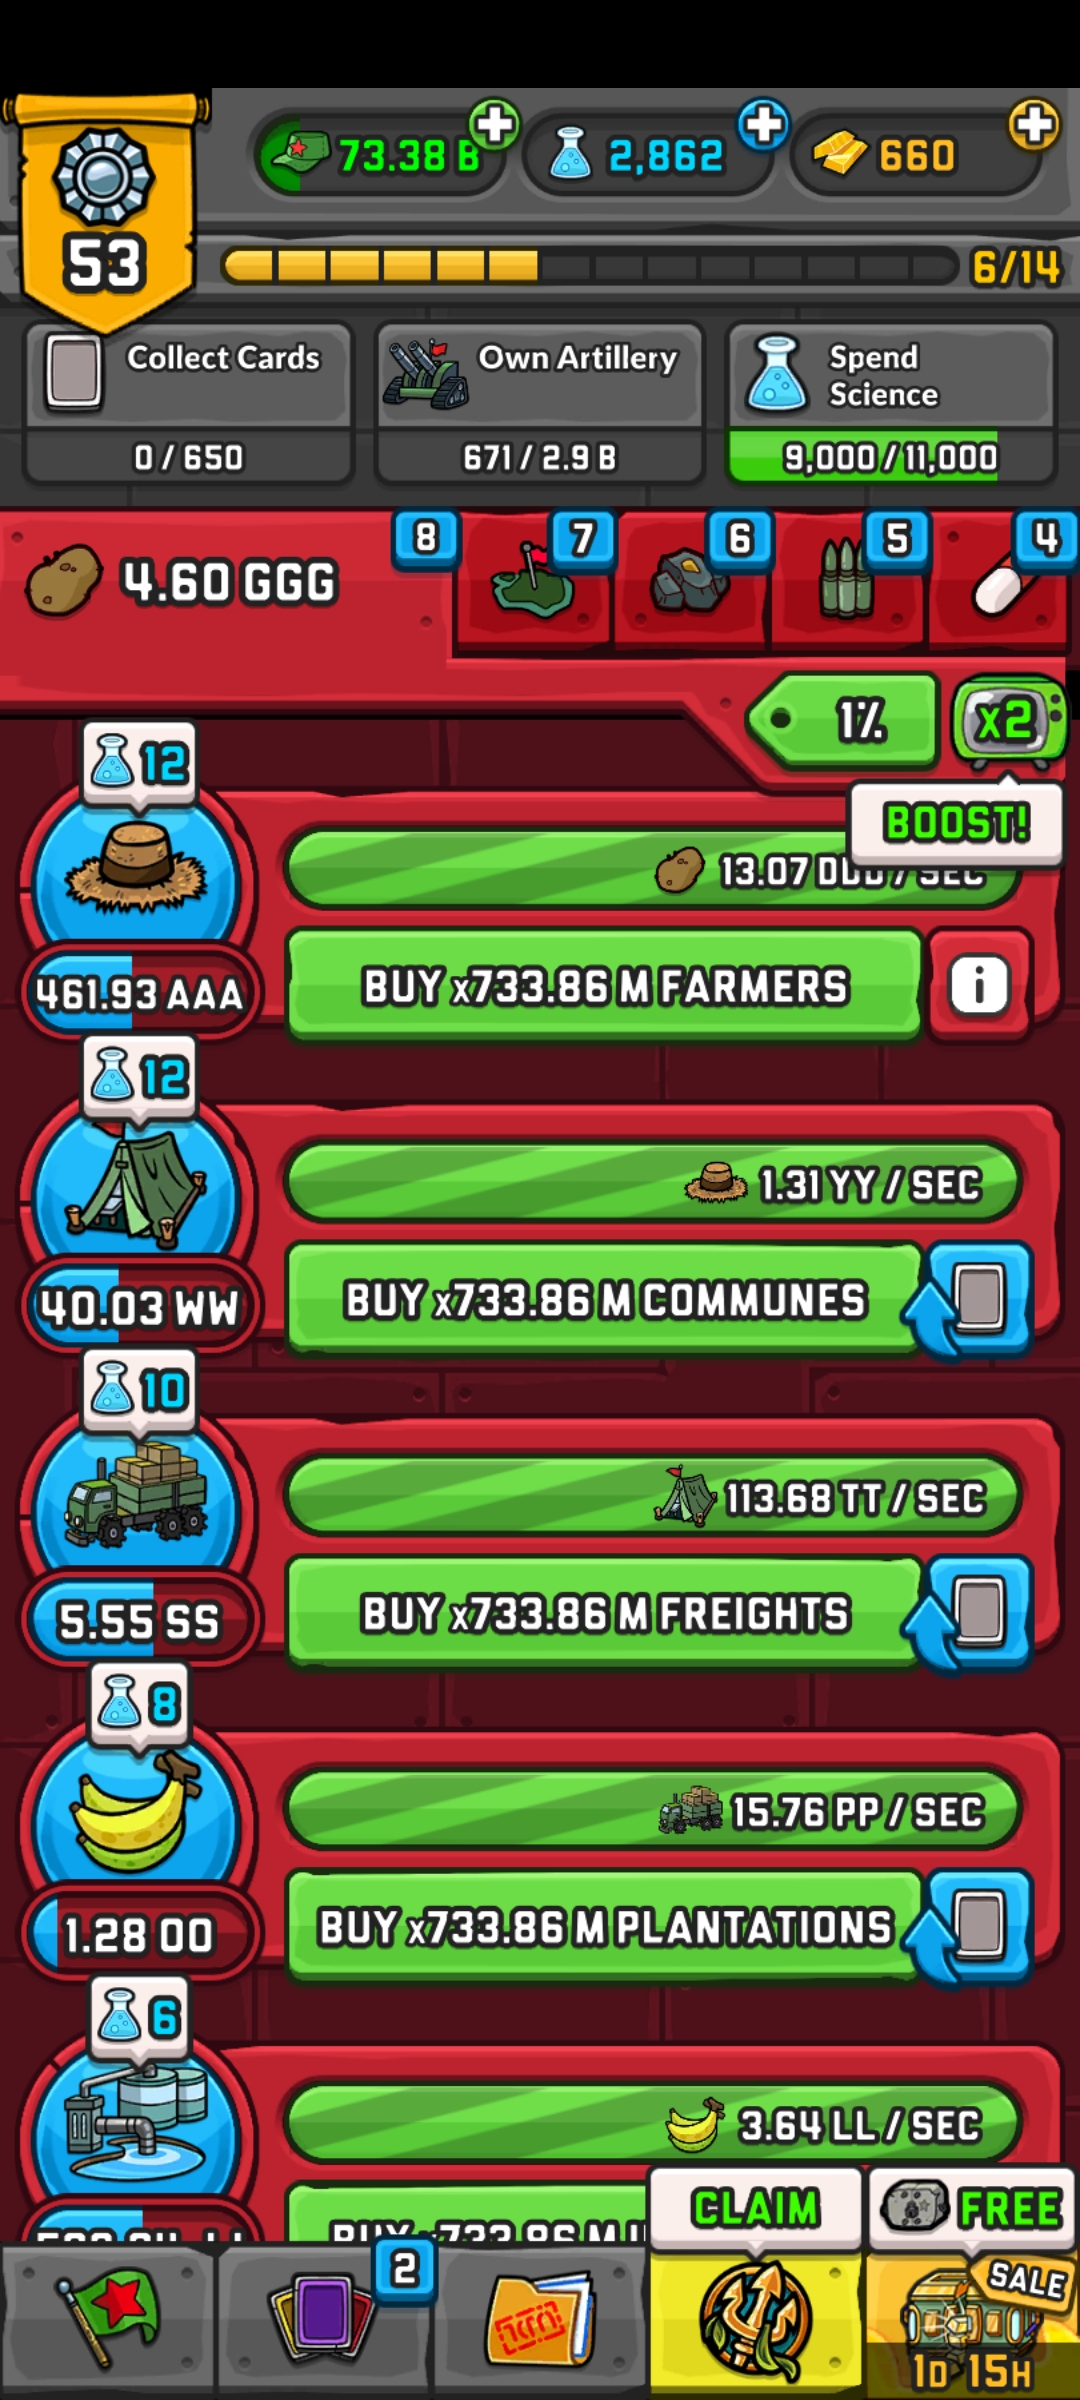 73.38 B
2,862
660
53
6/14
Collect Cards
0 / 650
Own Artillery
671 / 2.9 B
Spend
Science
9,000 / 11,000
4.60 GGG
8
7
6
5
4
1%
x2
BOOST!
12
13.07 DDD / SEC
461.93 AAA
BUY x733.86 M FARMERS
i
12
1.31 YY / SEC
40.03 WW
BUY x733.86 M COMMUNES
10
113.68 TT / SEC
5.55 SS
BUY x733.86 M FREIGHTS
8
15.76 PP / SEC
1.28 OO
BUY x733.86 M PLANTATIONS
6
3.64 LL / SEC
BUY x733.86 M
CLAIM
FREE
2
SALE
1D 15H